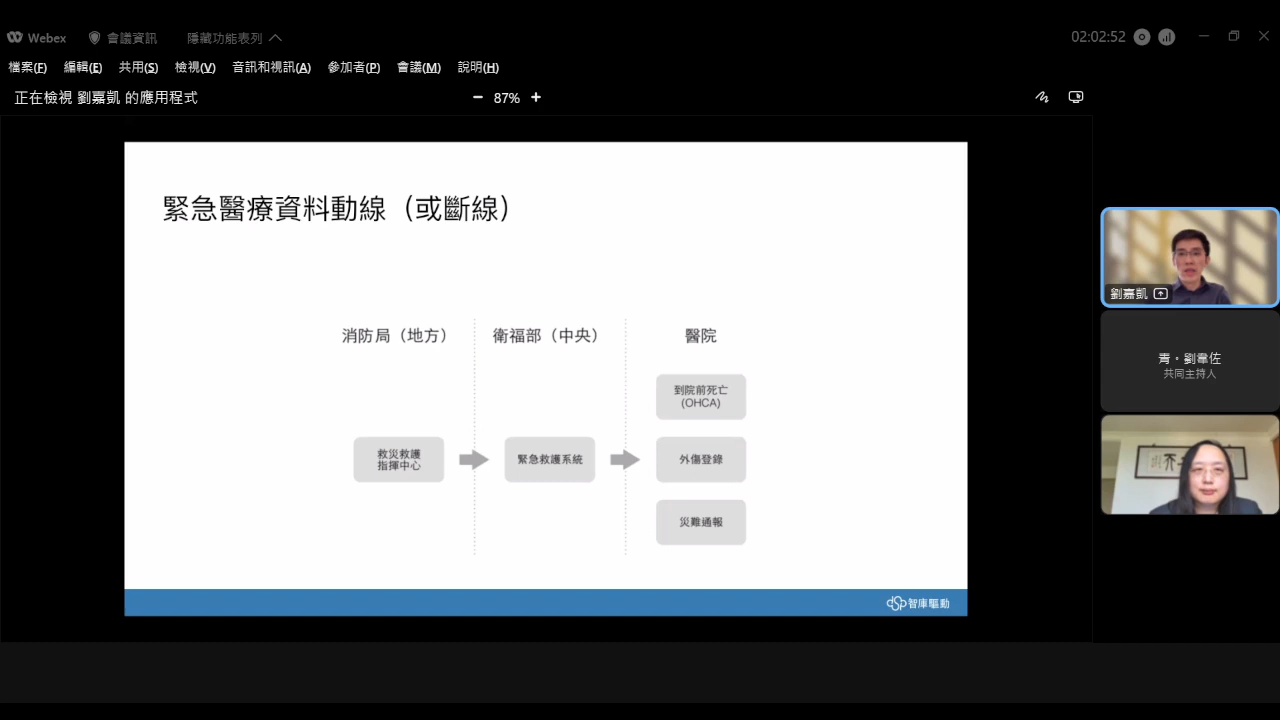 Webex 會議資訊 隱藏功能表列 02:02:52
檔案(F) 編輯(E) 共用(S) 檢視(V) 音訊和視訊(A) 參加者(P) 會議(M) 說明(H)
正在檢視 劉嘉凱 的應用程式 − 87% +
緊急醫療資料動線（或斷線）
消防局（地方） 衛福部（中央） 醫院
到院前死亡
(OHCA)
救災救護
指揮中心
緊急救護系統
外傷登錄
災難通報
dsp智庫驅動
劉嘉凱
青・劉韋佐
共同主持人